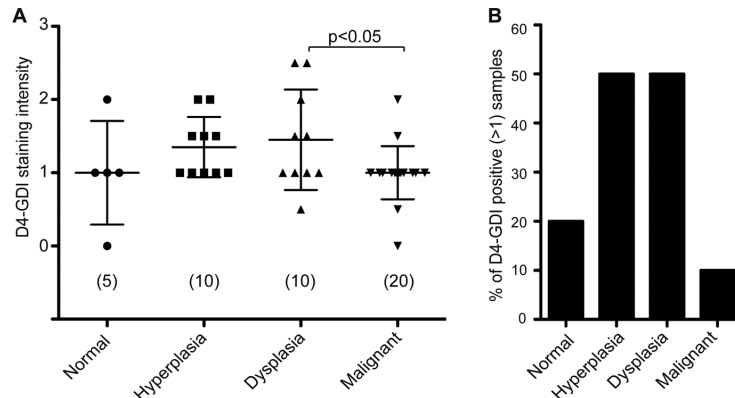 A
D4-GDI staining intensity
3
2
1
0
p<0.05
(5)
(10)
(10)
(20)
Normal
Hyperplasia
Dysplasia
Malignant
B
% of D4-GDI positive (>1) samples
60
50
40
30
20
10
0
Normal
Hyperplasia
Dysplasia
Malignant